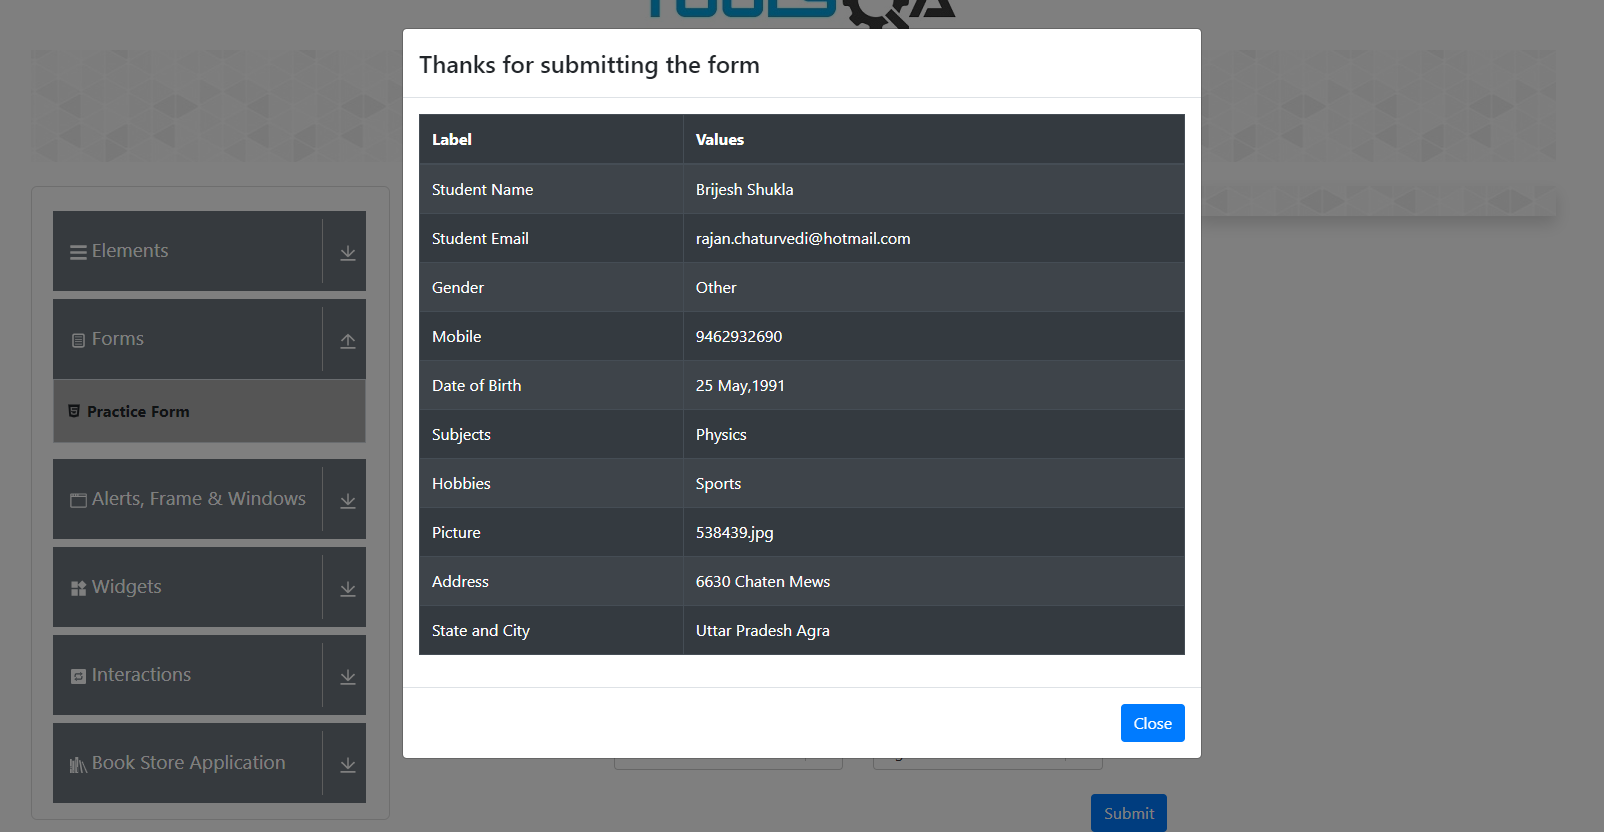 TOOLSQA
Thanks for submitting the form
Label Values
Student Name Brijesh Shukla
Student Email rajan.chaturvedi@hotmail.com
Gender Other
Mobile 9462932690
Date of Birth 25 May,1991
Subjects Physics
Hobbies Sports
Picture 538439.jpg
Address 6630 Chaten Mews
State and City Uttar Pradesh Agra
Close
Elements
Forms
Practice Form
Alerts, Frame & Windows
Widgets
Interactions
Book Store Application
Submit